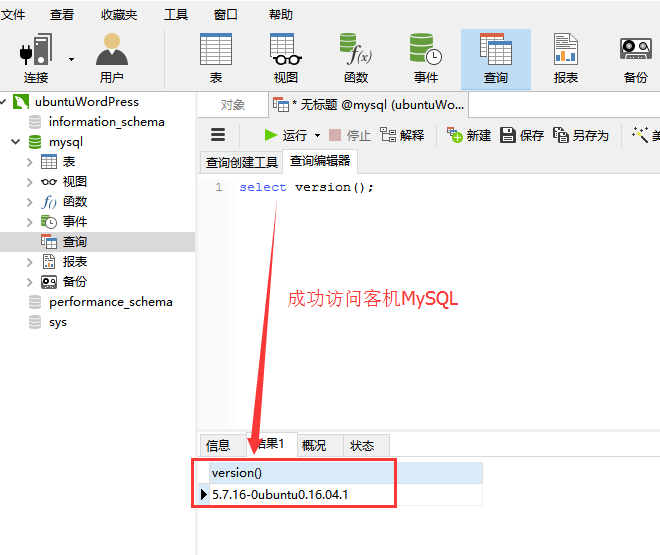 文件 查看 收藏夹 工具 窗口 帮助
连接 用户 表 视图 函数 事件 查询 报表 备份
ubuntuWordPress
information_schema
mysql
表
视图
函数
事件
查询
报表
备份
performance_schema
sys
对象 * 无标题 @mysql (ubuntuWo...
运行 停止 解释 新建 保存 另存为 美
查询创建工具 查询编辑器
1 select version();
成功访问客机MySQL
信息 结果1 概况 状态
version()
5.7.16-0ubuntu0.16.04.1